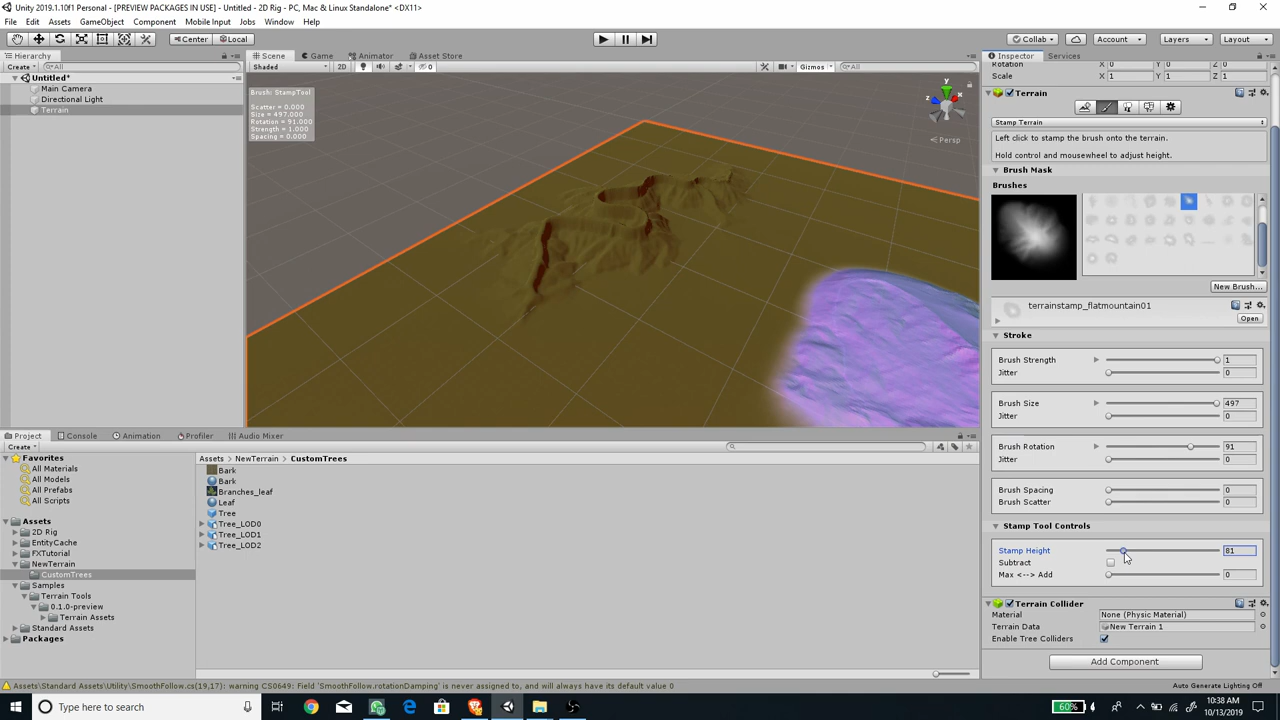 Unity 2019.1.10f1 Personal - [PREVIEW PACKAGES IN USE] - Untitled - 2D Rig - PC, Mac & Linux Standalone* <DX11>
File Edit Assets GameObject Component Mobile Input Jobs Window Help
Center Local Collab Account Layers Layout
Hierarchy
Create All
Untitled*
Main Camera
Directional Light
Terrain
Scene Game Animator Asset Store
Shaded 2D 0 Gizmos All
Brush: StampTool
Scatter = 0.000
Size = 497.000
Rotation = 91.000
Strength = 1.000
Spacing = 0.000
y
x
z
Persp
Inspector Services
Rotation X 0 Y 0 Z 0
Scale X 1 Y 1 Z 1
Terrain
Stamp Terrain
Left click to stamp the brush onto the terrain.
Hold control and mousewheel to adjust height.
Brush Mask
Brushes
New Brush...
terrainstamp_flatmountain01
Open
Stroke
Brush Strength 1
Jitter 0
Brush Size 497
Jitter 0
Brush Rotation 91
Jitter 0
Brush Spacing 0
Brush Scatter 0
Stamp Tool Controls
Stamp Height 81
Subtract
Max <--> Add 0
Terrain Collider
Material None (Physic Material)
Terrain Data New Terrain 1
Enable Tree Colliders
Add Component
Project Console Animation Profiler Audio Mixer
Create
Favorites
All Materials
All Models
All Prefabs
All Scripts
Assets
2D Rig
EntityCache
FXTutorial
NewTerrain
CustomTrees
Samples
Terrain Tools
0.1.0-preview
Terrain Assets
Standard Assets
Packages
Assets NewTerrain CustomTrees
Bark
Bark
Branches_leaf
Leaf
Tree
Tree_LOD0
Tree_LOD1
Tree_LOD2
Assets\Standard Assets\Utility\SmoothFollow.cs(19,17): warning CS0649: Field 'SmoothFollow.rotationDamping' is never assigned to, and will always have its default value 0
Auto Generate Lighting Off
Type here to search
60%
10:38 AM
10/13/2019